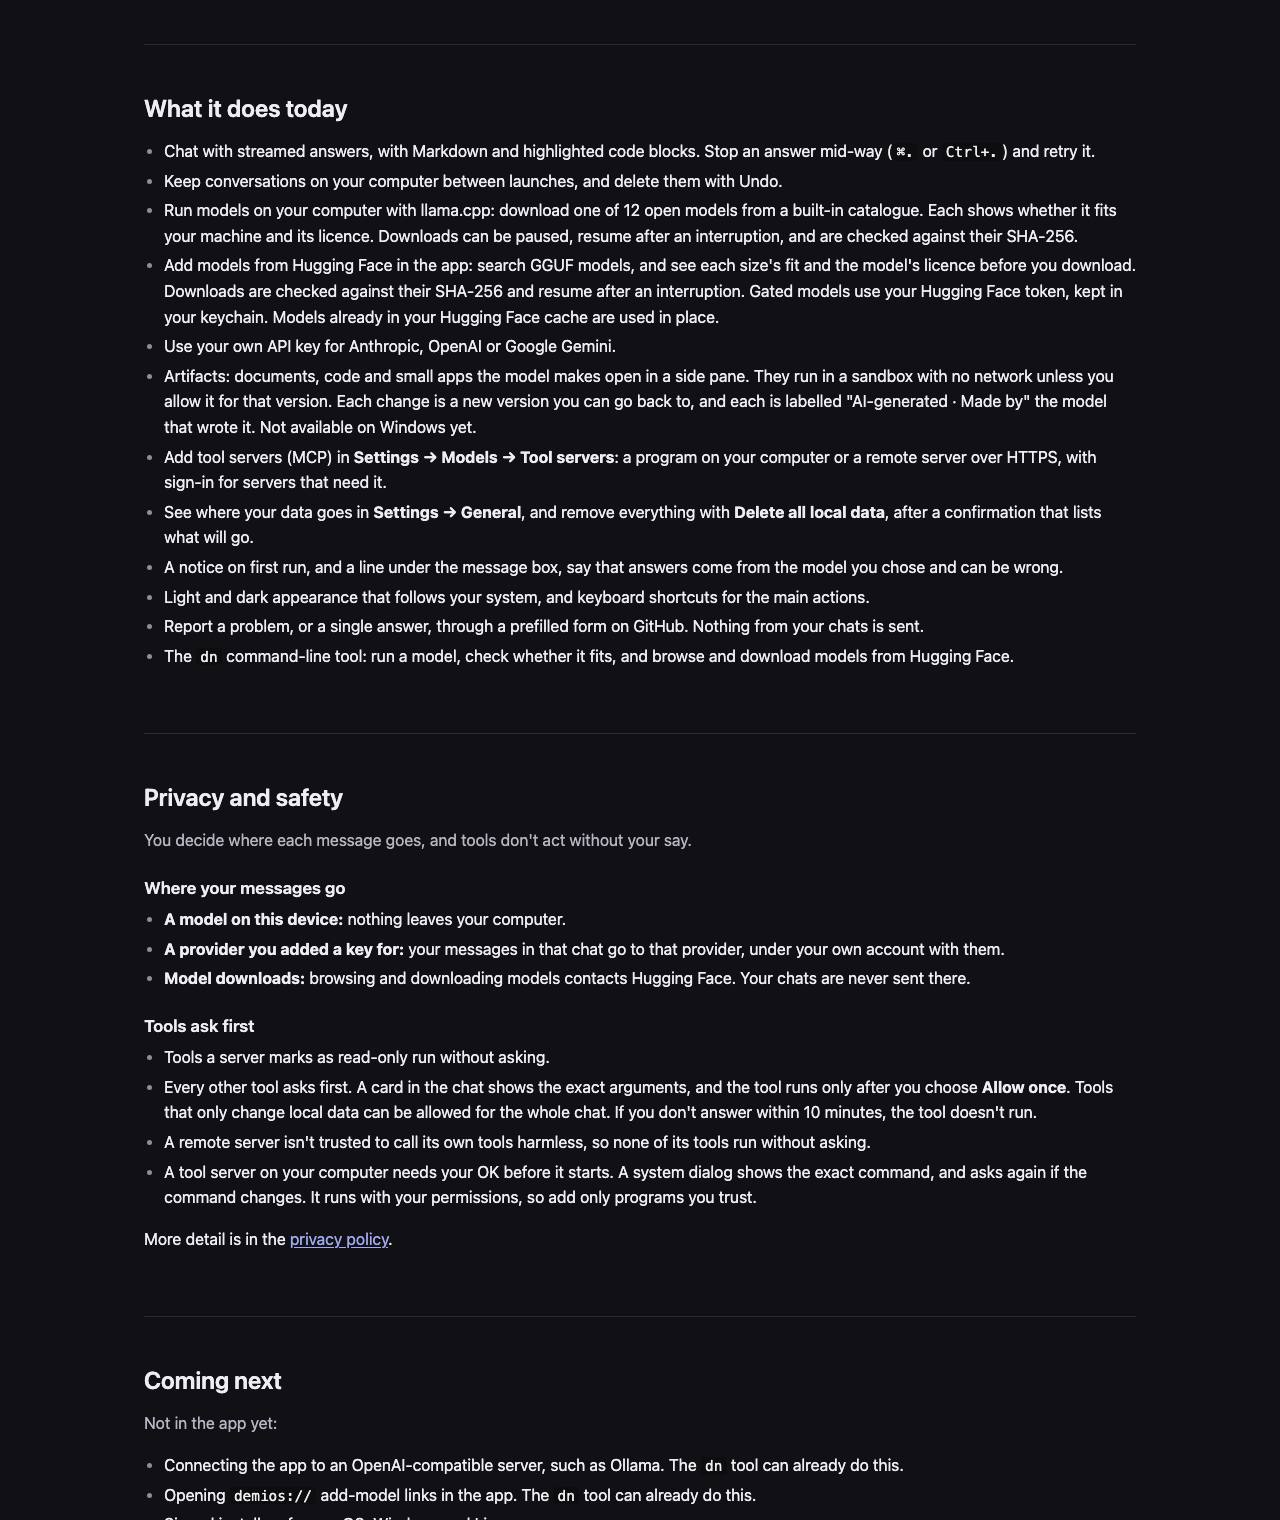 What it does today
Chat with streamed answers, with Markdown and highlighted code blocks. Stop an answer mid-way ( ⌘. or Ctrl+. ) and retry it.
Keep conversations on your computer between launches, and delete them with Undo.
Run models on your computer with llama.cpp: download one of 12 open models from a built-in catalogue. Each shows whether it fits
your machine and its licence. Downloads can be paused, resume after an interruption, and are checked against their SHA-256.
Add models from Hugging Face in the app: search GGUF models, and see each size's fit and the model's licence before you download.
Downloads are checked against their SHA-256 and resume after an interruption. Gated models use your Hugging Face token, kept in
your keychain. Models already in your Hugging Face cache are used in place.
Use your own API key for Anthropic, OpenAI or Google Gemini.
Artifacts: documents, code and small apps the model makes open in a side pane. They run in a sandbox with no network unless you
allow it for that version. Each change is a new version you can go back to, and each is labelled "AI-generated · Made by" the model
that wrote it. Not available on Windows yet.
Add tool servers (MCP) in Settings → Models → Tool servers: a program on your computer or a remote server over HTTPS, with
sign-in for servers that need it.
See where your data goes in Settings → General, and remove everything with Delete all local data, after a confirmation that lists
what will go.
A notice on first run, and a line under the message box, say that answers come from the model you chose and can be wrong.
Light and dark appearance that follows your system, and keyboard shortcuts for the main actions.
Report a problem, or a single answer, through a prefilled form on GitHub. Nothing from your chats is sent.
The dn command-line tool: run a model, check whether it fits, and browse and download models from Hugging Face.
Privacy and safety
You decide where each message goes, and tools don't act without your say.
Where your messages go
A model on this device: nothing leaves your computer.
A provider you added a key for: your messages in that chat go to that provider, under your own account with them.
Model downloads: browsing and downloading models contacts Hugging Face. Your chats are never sent there.
Tools ask first
Tools a server marks as read-only run without asking.
Every other tool asks first. A card in the chat shows the exact arguments, and the tool runs only after you choose Allow once. Tools
that only change local data can be allowed for the whole chat. If you don't answer within 10 minutes, the tool doesn't run.
A remote server isn't trusted to call its own tools harmless, so none of its tools run without asking.
A tool server on your computer needs your OK before it starts. A system dialog shows the exact command, and asks again if the
command changes. It runs with your permissions, so add only programs you trust.
More detail is in the privacy policy.
Coming next
Not in the app yet:
Connecting the app to an OpenAI-compatible server, such as Ollama. The dn tool can already do this.
Opening demios:// add-model links in the app. The dn tool can already do this.